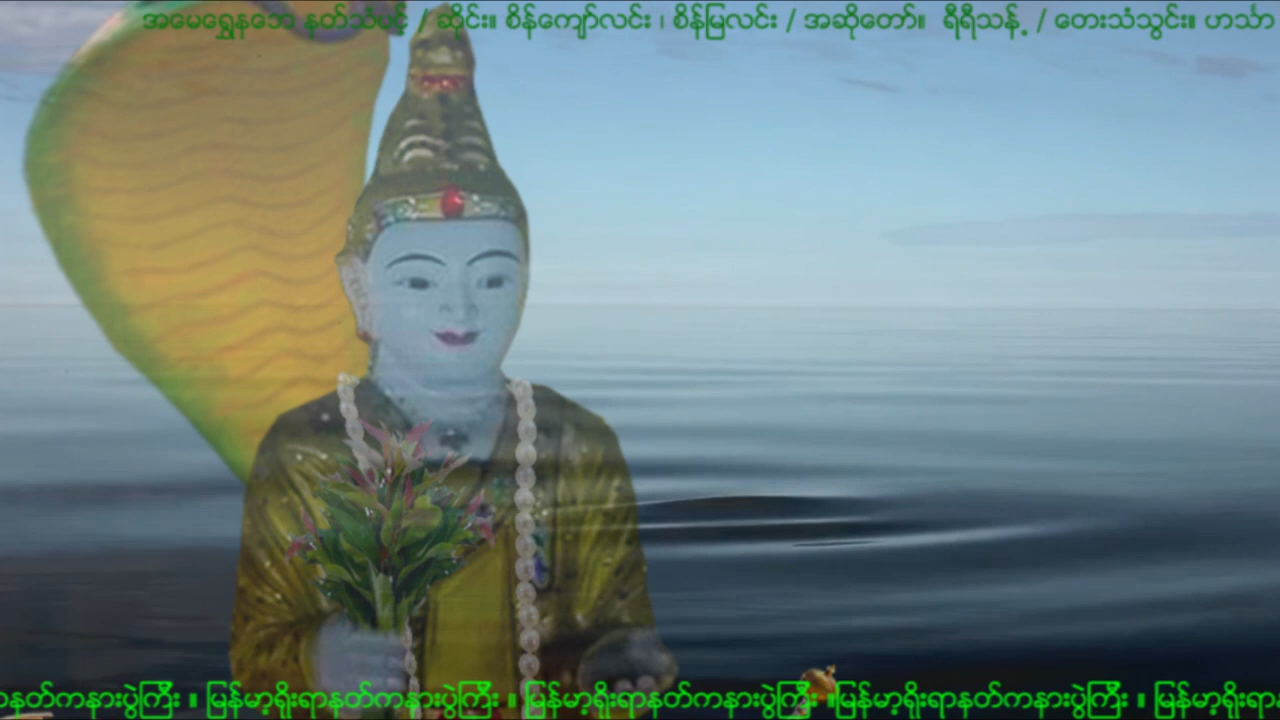 အမေရွှေနဘေ နတ်သံပင့် / ဆိုင်း။ စိန်ကျော်လင်း ၊ စိန်မြလင်း / အဆိုတော်။ ရီရီသန့် / တေးသံသွင်း။ ဟင်္သာ
နတ်ကနားပွဲကြီး ။ မြန်မာ့ရိုးရာနတ်ကနားပွဲကြီး ။ မြန်မာ့ရိုးရာနတ်ကနားပွဲကြီး ။ မြန်မာ့ရိုးရာနတ်ကနားပွဲကြီး ။ မြန်မာ့ရိုးရာ